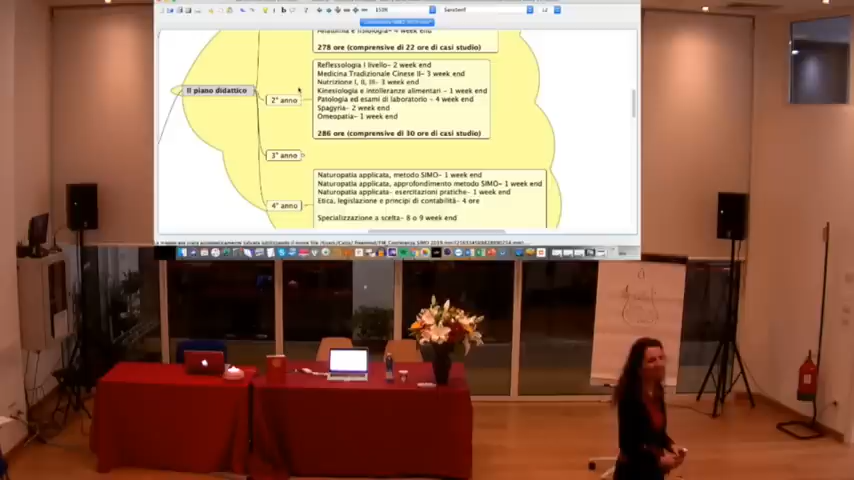 Anatomia e fisiologia- 4 week end
278 ore (comprensive di 22 ore di casi studio)
Il piano didattico
2° anno
Reflessologia I livello- 2 week end
Medicina Tradizionale Cinese II- 3 week end
Nutrizione I, II, III- 3 week end
Kinesiologia e intolleranze alimentari - 1 week end
Patologia ed esami di laboratorio - 4 week end
Spagyria- 2 week end
Omeopatia- 1 week end
286 ore (comprensive di 30 ore di casi studio)
3° anno
4° anno
Naturopatia applicata, metodo SIMO- 1 week end
Naturopatia applicata, approfondimento metodo SIMO- 1 week end
Naturopatia applicata- esercitazioni pratiche- 1 week end
Etica, legislazione e principi di contabilità- 4 ore
Specializzazione a scelta- 8 o 9 week end